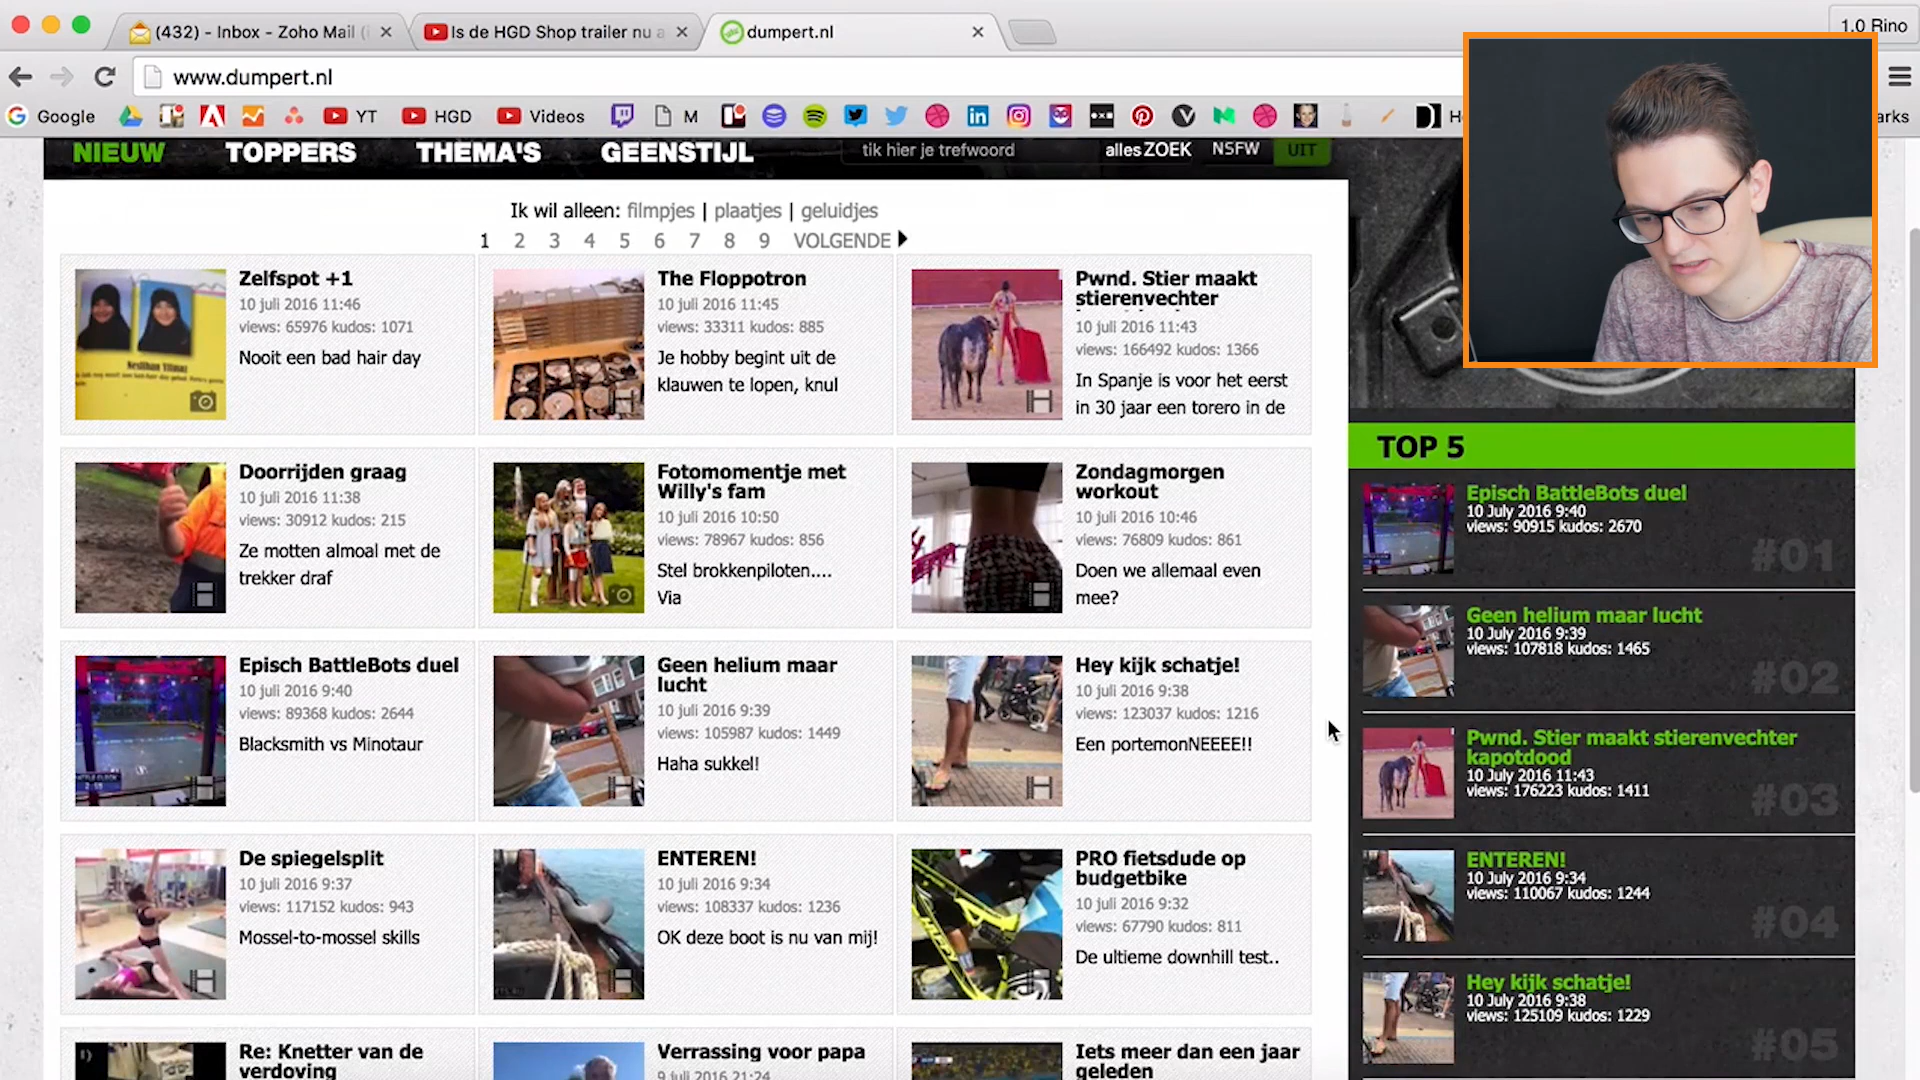 (432) - Inbox - Zoho Mail (
Is de HGD Shop trailer nu a
dumpert.nl
1.0 Rino
www.dumpert.nl
Google
YT
HGD
Videos
M
arks
NIEUW
TOPPERS
THEMA'S
GEENSTIJL
tik hier je trefwoord
alles ZOEK
NSFW
UIT
Ik wil alleen: filmpjes | plaatjes | geluidjes
1 2 3 4 5 6 7 8 9 VOLGENDE
Zelfspot +1
10 juli 2016 11:46
views: 65976 kudos: 1071
Nooit een bad hair day
The Floppotron
10 juli 2016 11:45
views: 33311 kudos: 885
Je hobby begint uit de
klauwen te lopen, knul
Pwnd. Stier maakt
stierenvechter
10 juli 2016 11:43
views: 166492 kudos: 1366
In Spanje is voor het eerst
in 30 jaar een torero in de
Doorrijden graag
10 juli 2016 11:38
views: 30912 kudos: 215
Ze motten almoal met de
trekker draf
Fotomomentje met
Willy's fam
10 juli 2016 10:50
views: 78967 kudos: 856
Stel brokkenpiloten....
Via
Zondagmorgen
workout
10 juli 2016 10:46
views: 76809 kudos: 861
Doen we allemaal even
mee?
Episch BattleBots duel
10 juli 2016 9:40
views: 89368 kudos: 2644
Blacksmith vs Minotaur
Geen helium maar
lucht
10 juli 2016 9:39
views: 105987 kudos: 1449
Haha sukkel!
Hey kijk schatje!
10 juli 2016 9:38
views: 123037 kudos: 1216
Een portemonNEEEE!!
De spiegelsplit
10 juli 2016 9:37
views: 117152 kudos: 943
Mossel-to-mossel skills
ENTEREN!
10 juli 2016 9:34
views: 108337 kudos: 1236
OK deze boot is nu van mij!
PRO fietsdude op
budgetbike
10 juli 2016 9:32
views: 67790 kudos: 811
De ultieme downhill test..
Re: Knetter van de
verdoving
Verrassing voor papa
9 juli 2016 21:24
Iets meer dan een jaar
geleden
TOP 5
Episch BattleBots duel
10 July 2016 9:40
views: 90915 kudos: 2670
#01
Geen helium maar lucht
10 July 2016 9:39
views: 107818 kudos: 1465
#02
Pwnd. Stier maakt stierenvechter
kapotdood
10 July 2016 11:43
views: 176223 kudos: 1411
#03
ENTEREN!
10 July 2016 9:34
views: 110067 kudos: 1244
#04
Hey kijk schatje!
10 July 2016 9:38
views: 125109 kudos: 1229
#05